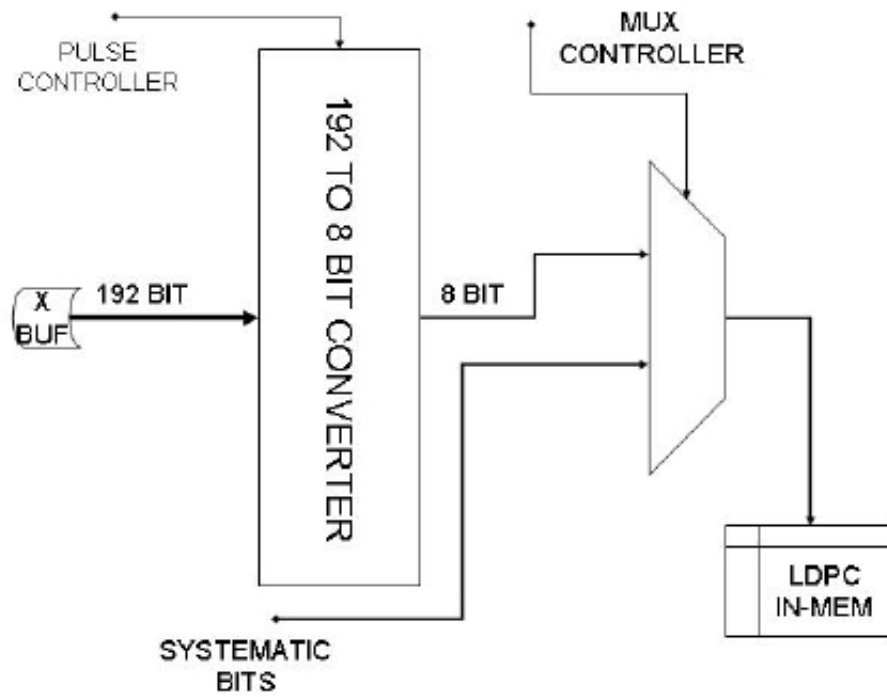 PULSE
CONTROLLER
MUX
CONTROLLER
192 TO 8 BIT CONVERTER
X
BUF
192 BIT
8 BIT
LDPC
IN-MEM
SYSTEMATIC
BITS